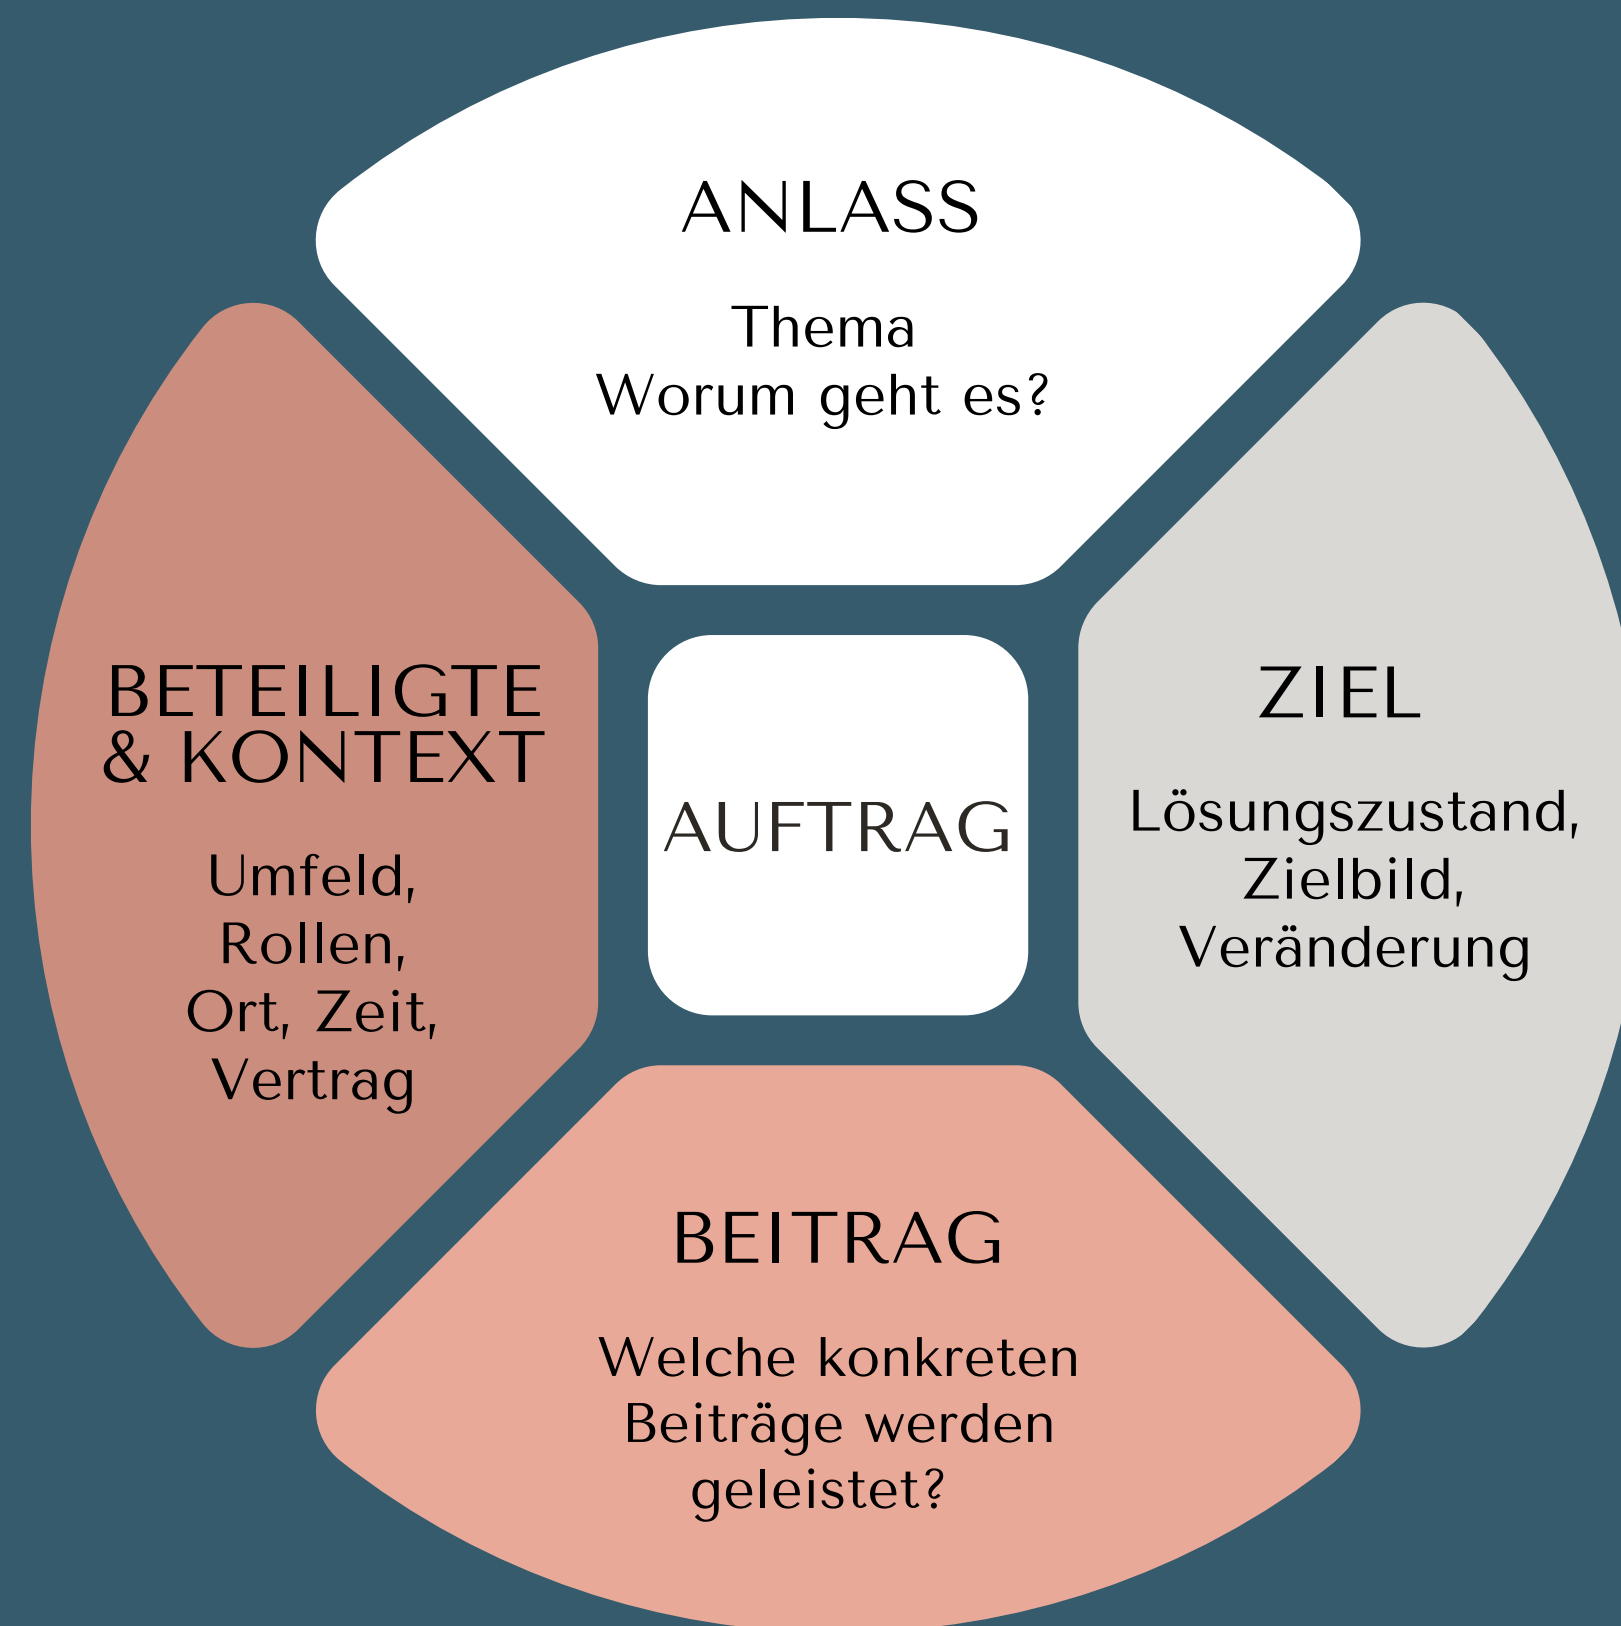 ANLASS
Thema
Worum geht es?
BETEILIGTE
& KONTEXT
Umfeld,
Rollen,
Ort, Zeit,
Vertrag
AUFTRAG
ZIEL
Lösungszustand,
Zielbild,
Veränderung
BEITRAG
Welche konkreten
Beiträge werden
geleistet?